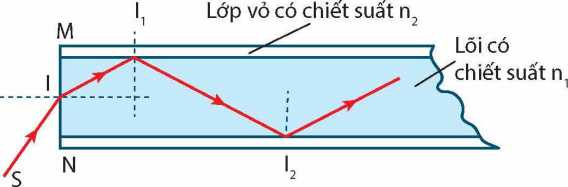 I₁
Lớp vỏ có chiết suất n₂
M
Lõi có
chiết suất n₁
I
N
S
I₂